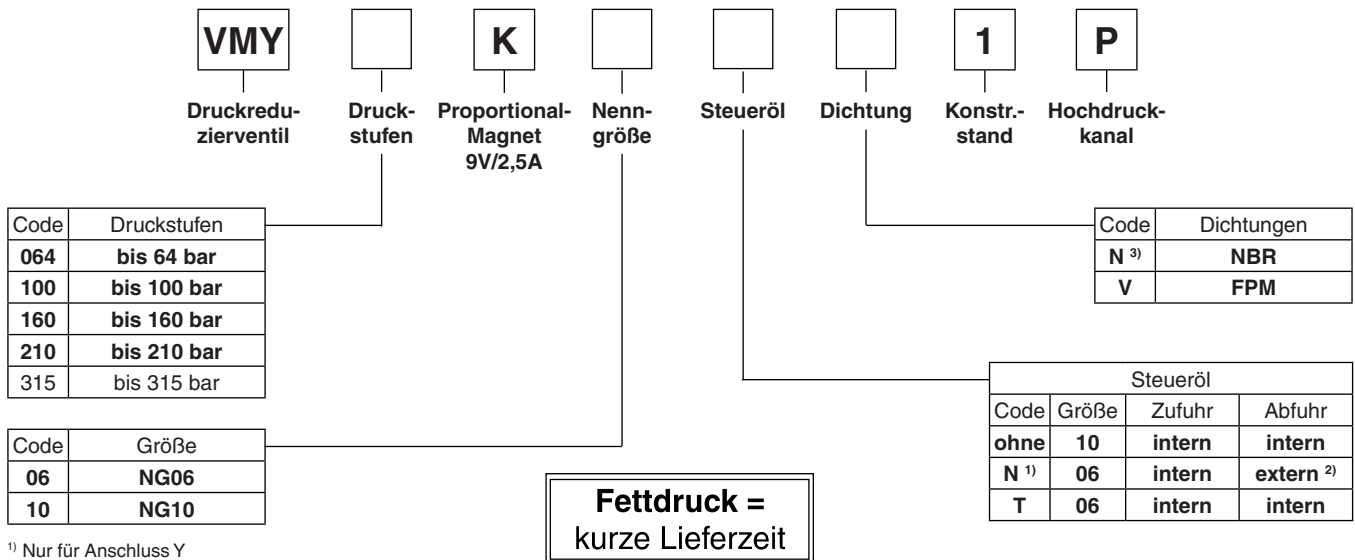 VMY K 1 P
Druckredu-
zierventil
Druck-
stufen
Proportional-
Magnet
9V/2,5A
Nenn-
größe
Steueröl
Dichtung
Konstr.-
stand
Hochdruck-
kanal
Code Druckstufen
064 bis 64 bar
100 bis 100 bar
160 bis 160 bar
210 bis 210 bar
315 bis 315 bar
Code Dichtungen
N ³⁾ NBR
V FPM
Steueröl
Code Größe Zufuhr Abfuhr
ohne 10 intern intern
N ¹⁾ 06 intern extern ²⁾
T 06 intern intern
Code Größe
06 NG06
10 NG10
Fettdruck =
kurze Lieferzeit
¹⁾ Nur für Anschluss Y